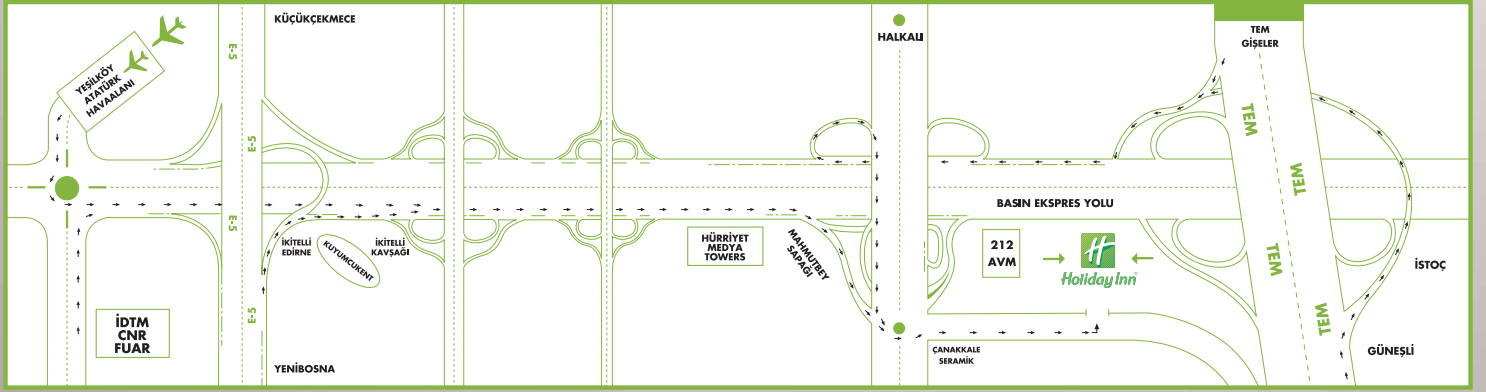 KÜÇÜKÇEKMECE
YEŞİLKÖY
ATATÜRK
HAVAALANI
E-5
E-5
E-5
E-5
İDTM
CNR
FUAR
YENİBOSNA
İKİTELLİ
EDİRNE
KUYUMCUKENT
İKİTELLİ
KAVŞAĞI
HÜRRİYET
MEDYA
TOWERS
MAHMUTBEY
SAPAĞI
HALKALI
BASIN EKSPRES YOLU
212
AVM
H
Holiday Inn®
ÇANAKKALE
SERAMİK
TEM
GİŞELER
TEM
TEM
TEM
TEM
İSTOÇ
GÜNEŞLİ